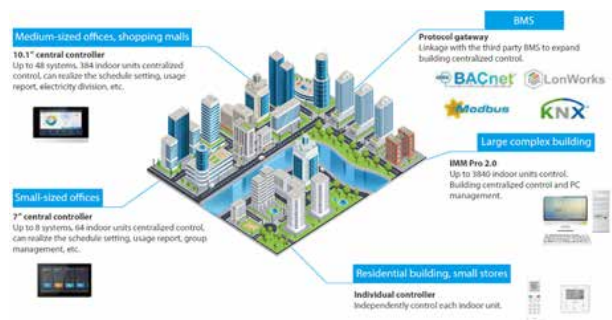 Medium-sized offices, shopping malls
10.1" central controller
Up to 48 systems, 384 indoor units centralized
control, can realize the schedule setting, usage
report, electricity division, etc.
BMS
Protocol gateway
Linkage with the third party BMS to expand
building centralized control.
BACnet
LonWorks
Modbus
KNX
Large complex building
IMM Pro 2.0
Up to 3840 indoor units control.
Building centralized control and PC
management.
Small-sized offices
7" central controller
Up to 8 systems, 64 indoor units centralized control,
can realize the schedule setting, usage report, group
management, etc.
Residential building, small stores
Individual controller
Independently control each indoor unit.